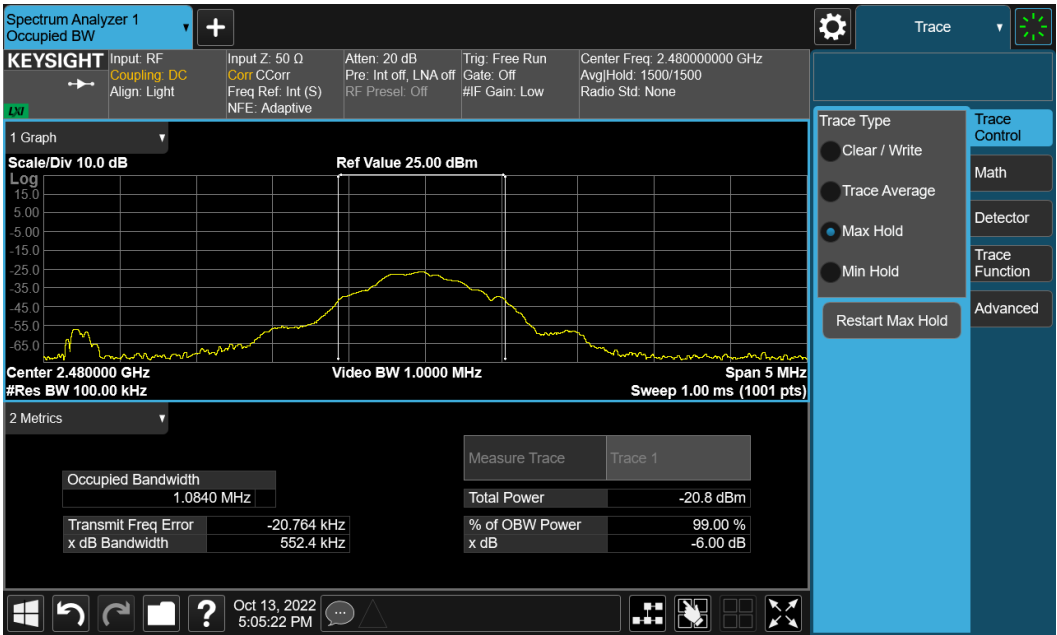 Spectrum Analyzer 1
Occupied BW
Trace
KEYSIGHT
LXI
Input: RF
Coupling: DC
Align: Light
Input Z: 50 Ω
Corr CCorr
Freq Ref: Int (S)
NFE: Adaptive
Atten: 20 dB
Pre: Int off, LNA off
RF Presel: Off
Trig: Free Run
Gate: Off
#IF Gain: Low
Center Freq: 2.480000000 GHz
Avg|Hold: 1500/1500
Radio Std: None
1 Graph
Scale/Div 10.0 dB
Ref Value 25.00 dBm
Log
15.0
5.00
-5.00
-15.0
-25.0
-35.0
-45.0
-55.0
-65.0
Center 2.480000 GHz
Video BW 1.0000 MHz
Span 5 MHz
#Res BW 100.00 kHz
Sweep 1.00 ms (1001 pts)
2 Metrics
Measure Trace Trace 1
Occupied Bandwidth
1.0840 MHz
Total Power -20.8 dBm
Transmit Freq Error -20.764 kHz
% of OBW Power 99.00 %
x dB Bandwidth 552.4 kHz
x dB -6.00 dB
Trace Type
Clear / Write
Trace Average
Max Hold
Min Hold
Restart Max Hold
Trace
Control
Math
Detector
Trace
Function
Advanced
?
Oct 13, 2022
5:05:22 PM